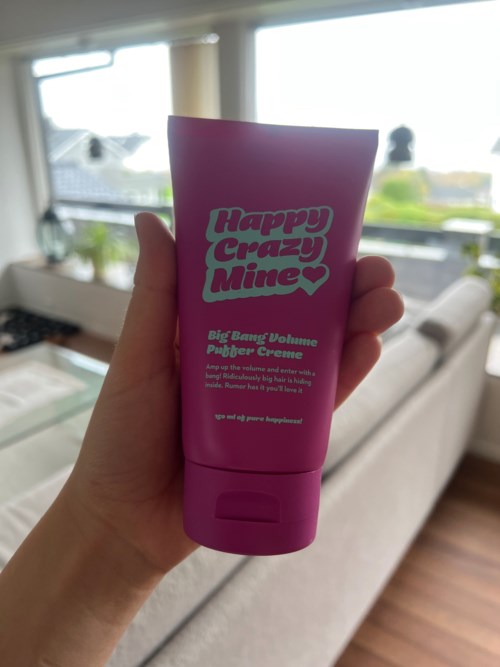 Happy
Crazy
Mine
Big Bang Volume
Puffer Creme
Amp up the volume and enter with a
bang! Ridiculously big hair is hiding
inside. Rumor has it you'll love it
150 ml of pure happiness!